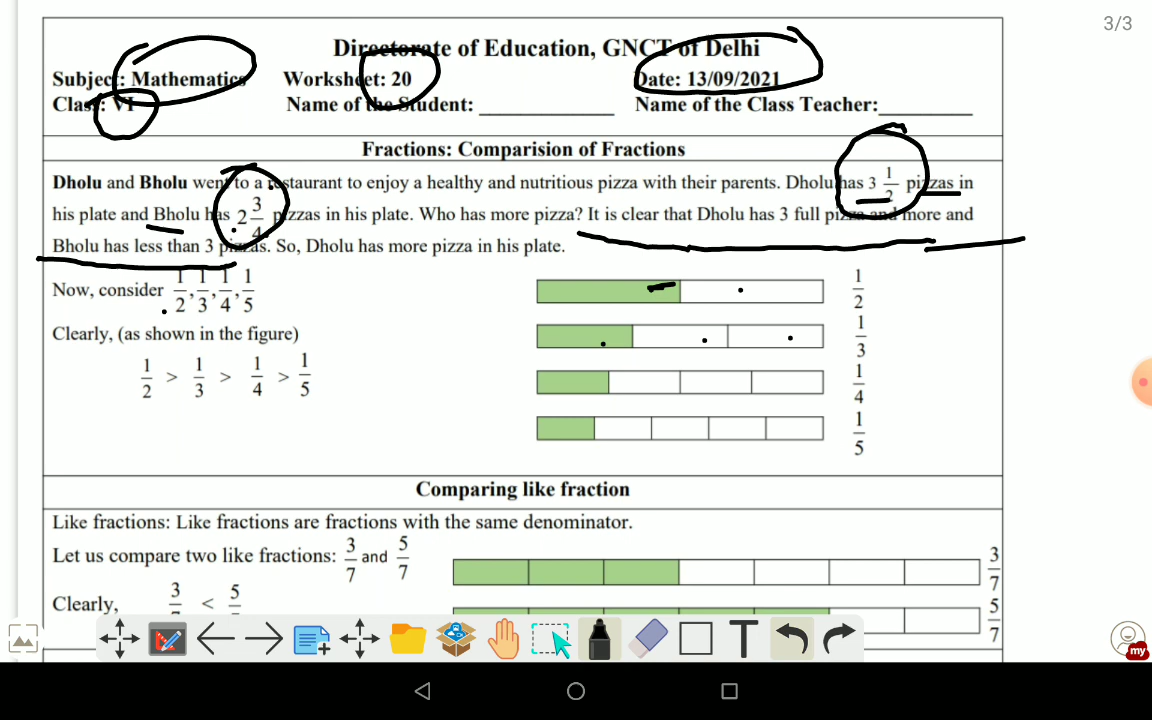 3/3
Directorate of Education, GNCT of Delhi
Subject: Mathematics Worksheet: 20 Date: 13/09/2021
Class: VI Name of the Student: ______________ Name of the Class Teacher:__________
Fractions: Comparision of Fractions
Dholu and Bholu went to a restaurant to enjoy a healthy and nutritious pizza with their parents. Dholu has 3 1/2 pizzas in
his plate and Bholu has 2 3/4 pizzas in his plate. Who has more pizza? It is clear that Dholu has 3 full pizza and more and
Bholu has less than 3 pizzas. So, Dholu has more pizza in his plate.
Now, consider 1/2, 1/3, 1/4, 1/5
1/2
Clearly, (as shown in the figure)
1/3
1/2 > 1/3 > 1/4 > 1/5
1/4
1/5
Comparing like fraction
Like fractions: Like fractions are fractions with the same denominator.
Let us compare two like fractions: 3/7 and 5/7
3/7
Clearly, 3 < 5
5/7
T
my